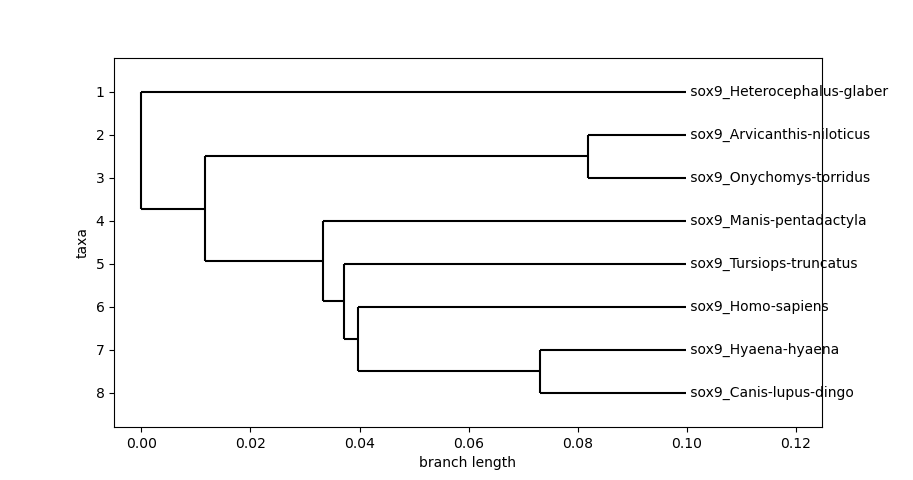 taxa
1
2
3
4
5
6
7
8
sox9_Heterocephalus-glaber
sox9_Arvicanthis-niloticus
sox9_Onychomys-torridus
sox9_Manis-pentadactyla
sox9_Tursiops-truncatus
sox9_Homo-sapiens
sox9_Hyaena-hyaena
sox9_Canis-lupus-dingo
0.00 0.02 0.04 0.06 0.08 0.10 0.12
branch length